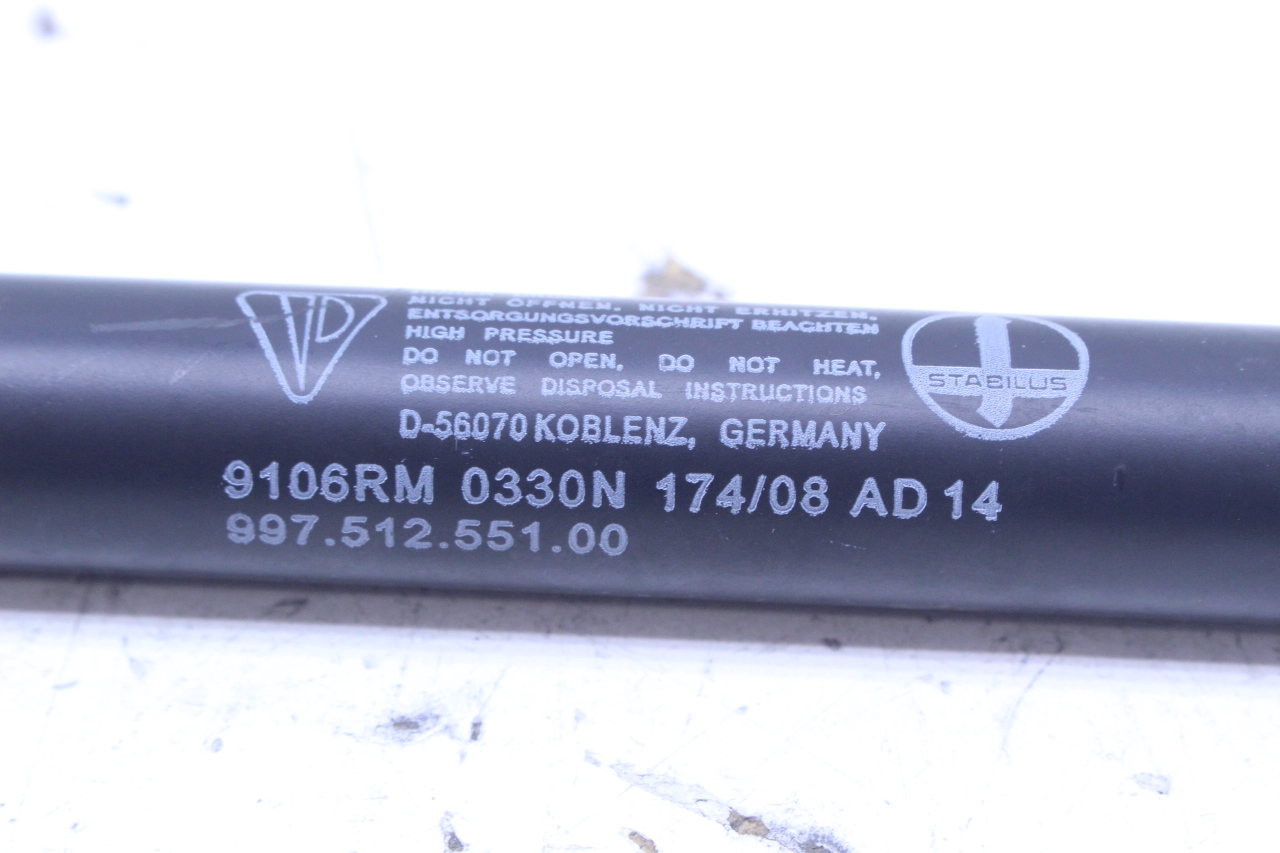 NICHT ÖFFNEN, NICHT ERHITZEN,
ENTSORGUNGSVORSCHRIFT BEACHTEN
HIGH PRESSURE
DO NOT OPEN, DO NOT HEAT,
OBSERVE DISPOSAL INSTRUCTIONS
STABILUS
D-56070 KOBLENZ, GERMANY
9106RM 0330N 174/08 AD 14
997.512.551.00